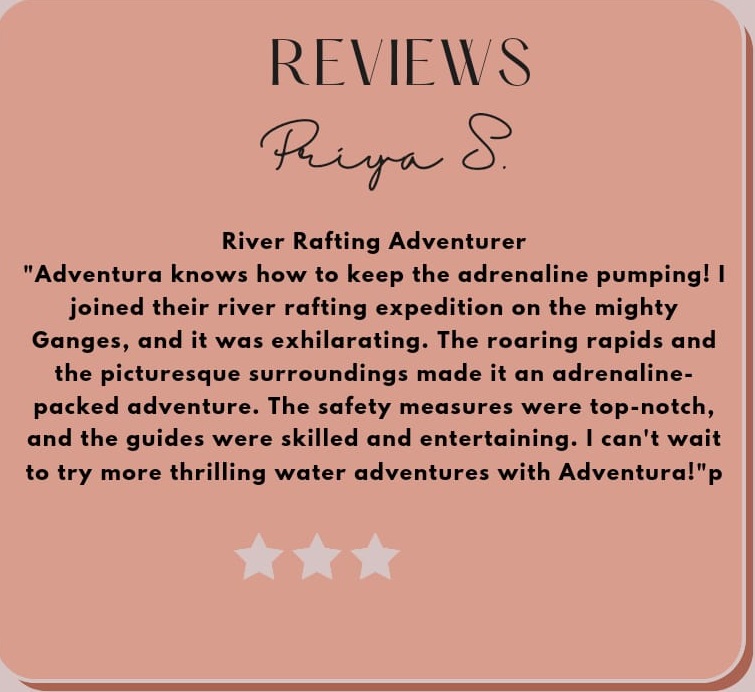 REVIEWS
Priya S.
River Rafting Adventurer
"Adventura knows how to keep the adrenaline pumping! I
joined their river rafting expedition on the mighty
Ganges, and it was exhilarating. The roaring rapids and
the picturesque surroundings made it an adrenaline-
packed adventure. The safety measures were top-notch,
and the guides were skilled and entertaining. I can't wait
to try more thrilling water adventures with Adventura!"p